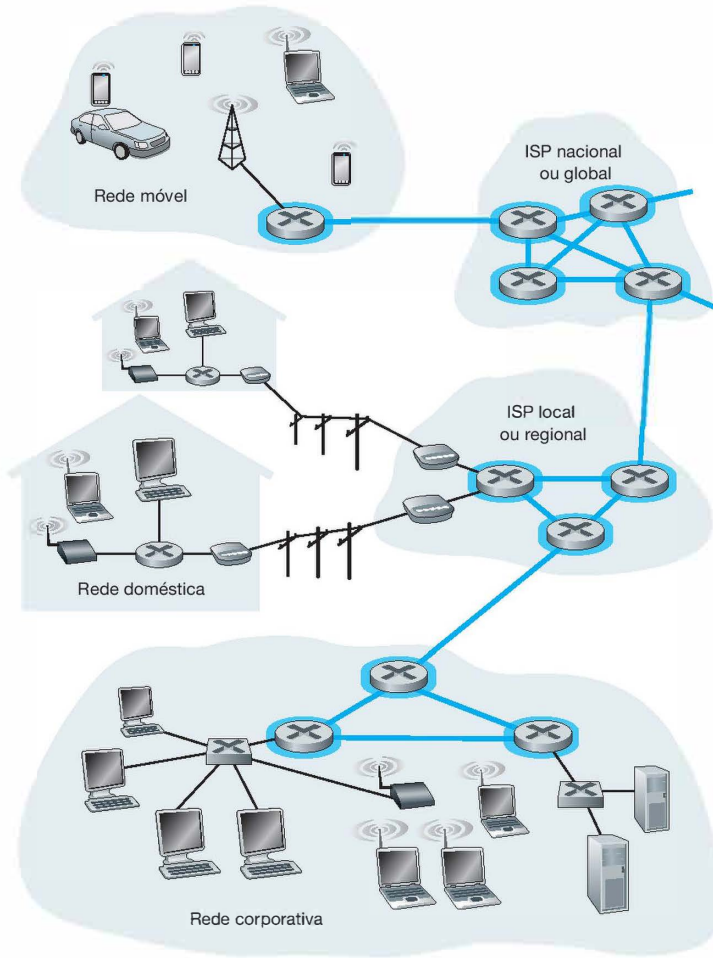 Rede móvel
ISP nacional
ou global
ISP local
ou regional
Rede doméstica
Rede corporativa